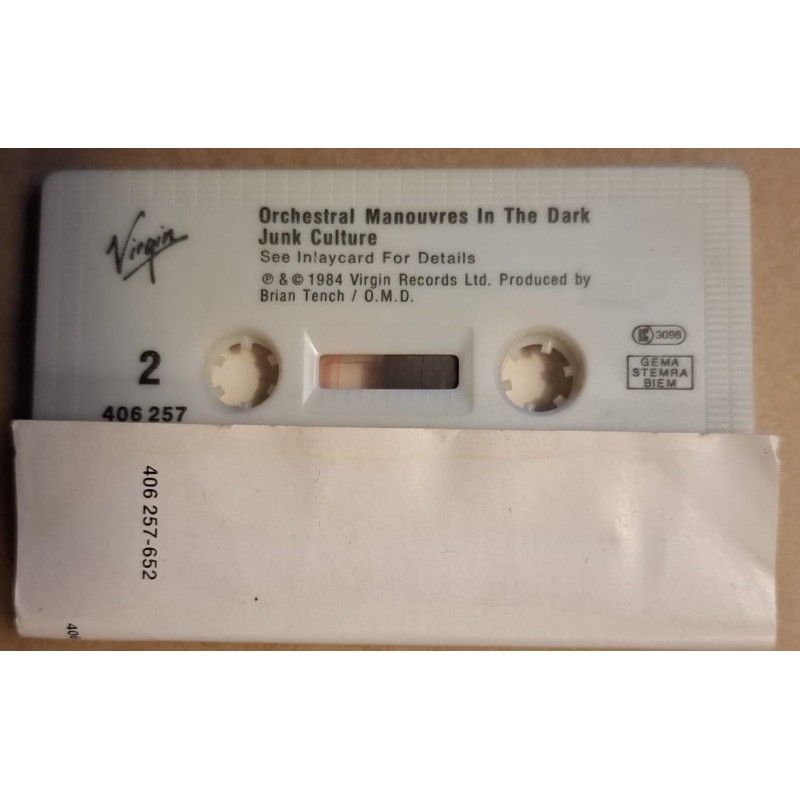 Virgin
Orchestral Manouvres In The Dark
Junk Culture
See Inlaycard For Details
℗ & © 1984 Virgin Records Ltd. Produced by
Brian Tench / O.M.D.
2
406 257
3098
GEMA
STEMRA
BIEM
406 257-652